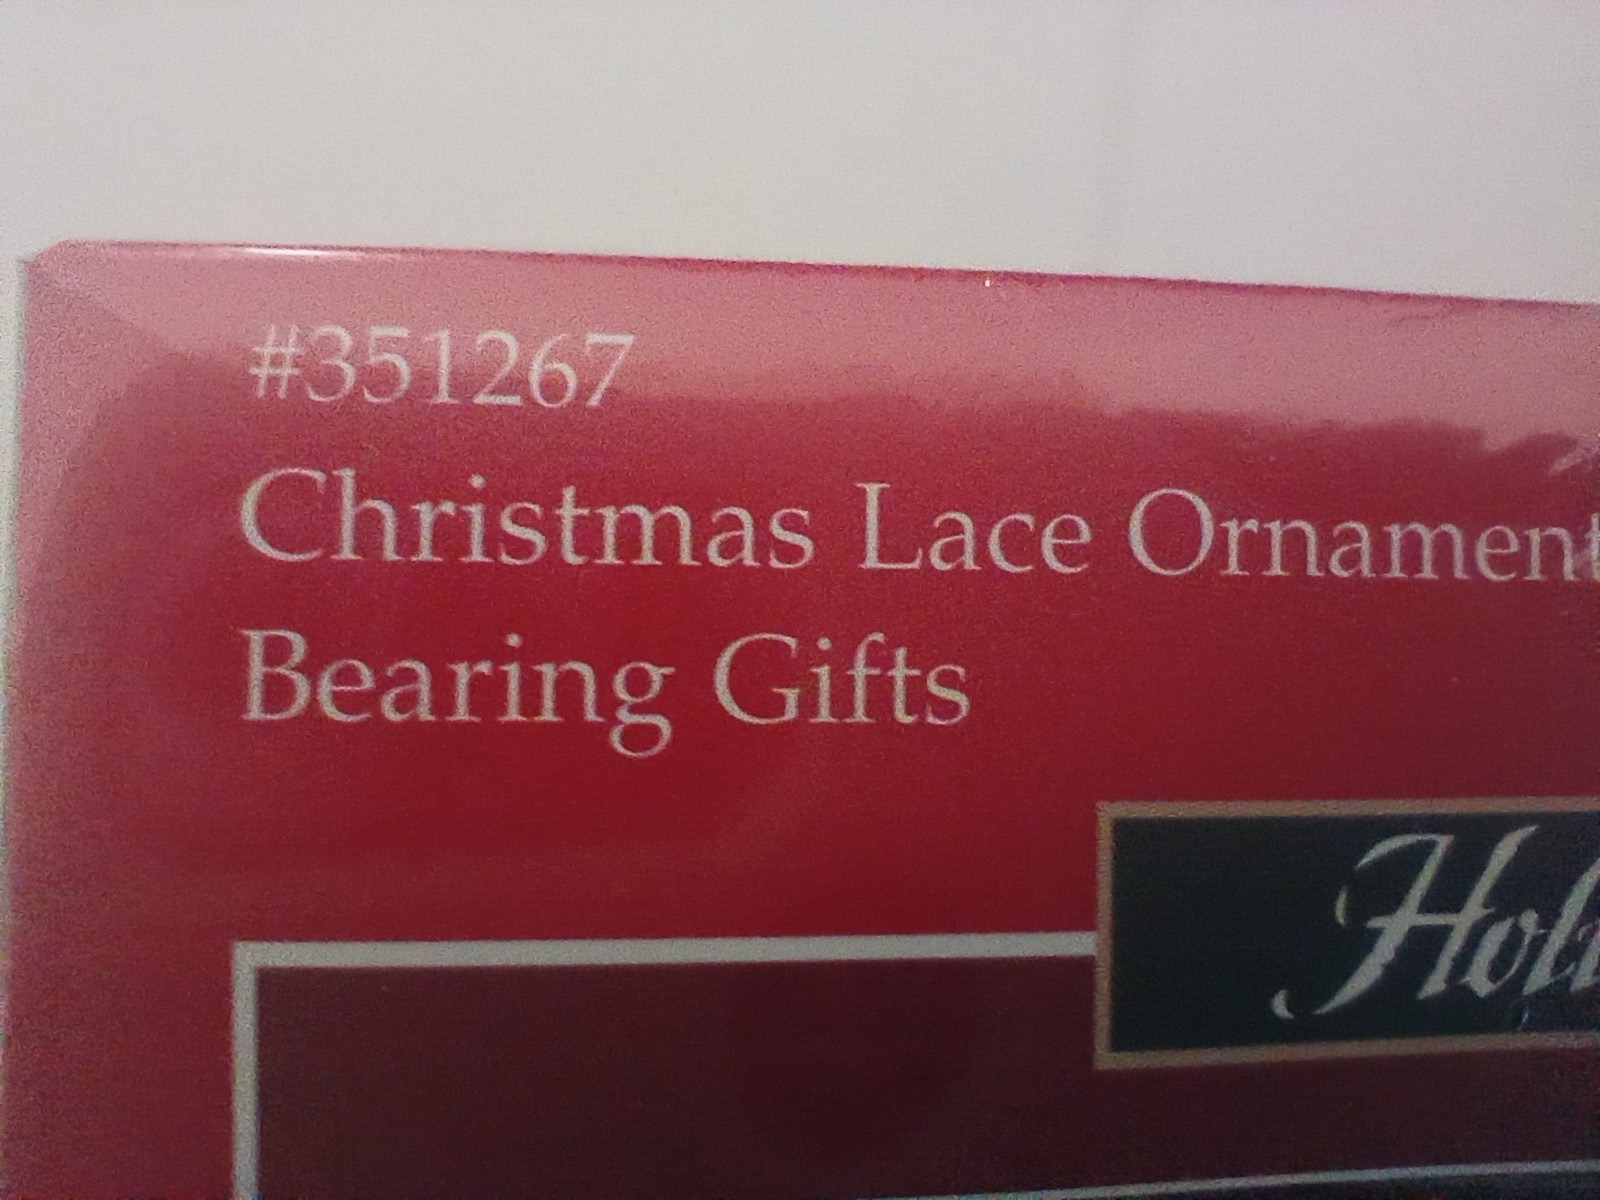 #351267
Christmas Lace Ornament
Bearing Gifts